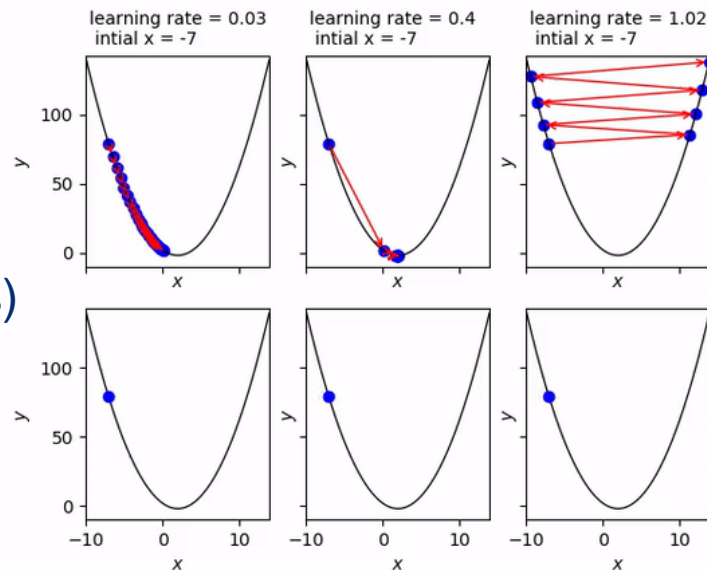 learning rate = 0.03
intial x = -7
learning rate = 0.4
intial x = -7
learning rate = 1.02
intial x = -7
y
100
50
0
x
y
x
y
x
)
y
100
50
0
-10
0
10
x
y
-10
0
10
x
y
-10
0
10
x